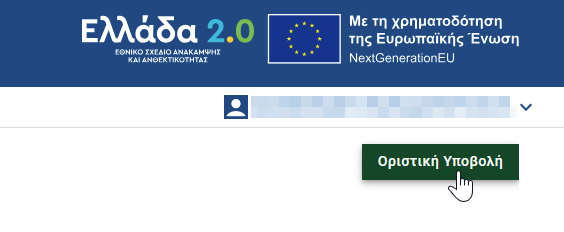 Ελλάδα 2.0
ΕΘΝΙΚΟ ΣΧΕΔΙΟ ΑΝΑΚΑΜΨΗΣ
ΚΑΙ ΑΝΘΕΚΤΙΚΟΤΗΤΑΣ
Με τη χρηματοδότηση
της Ευρωπαϊκής Ένωση
NextGenerationEU
Οριστική Υποβολή